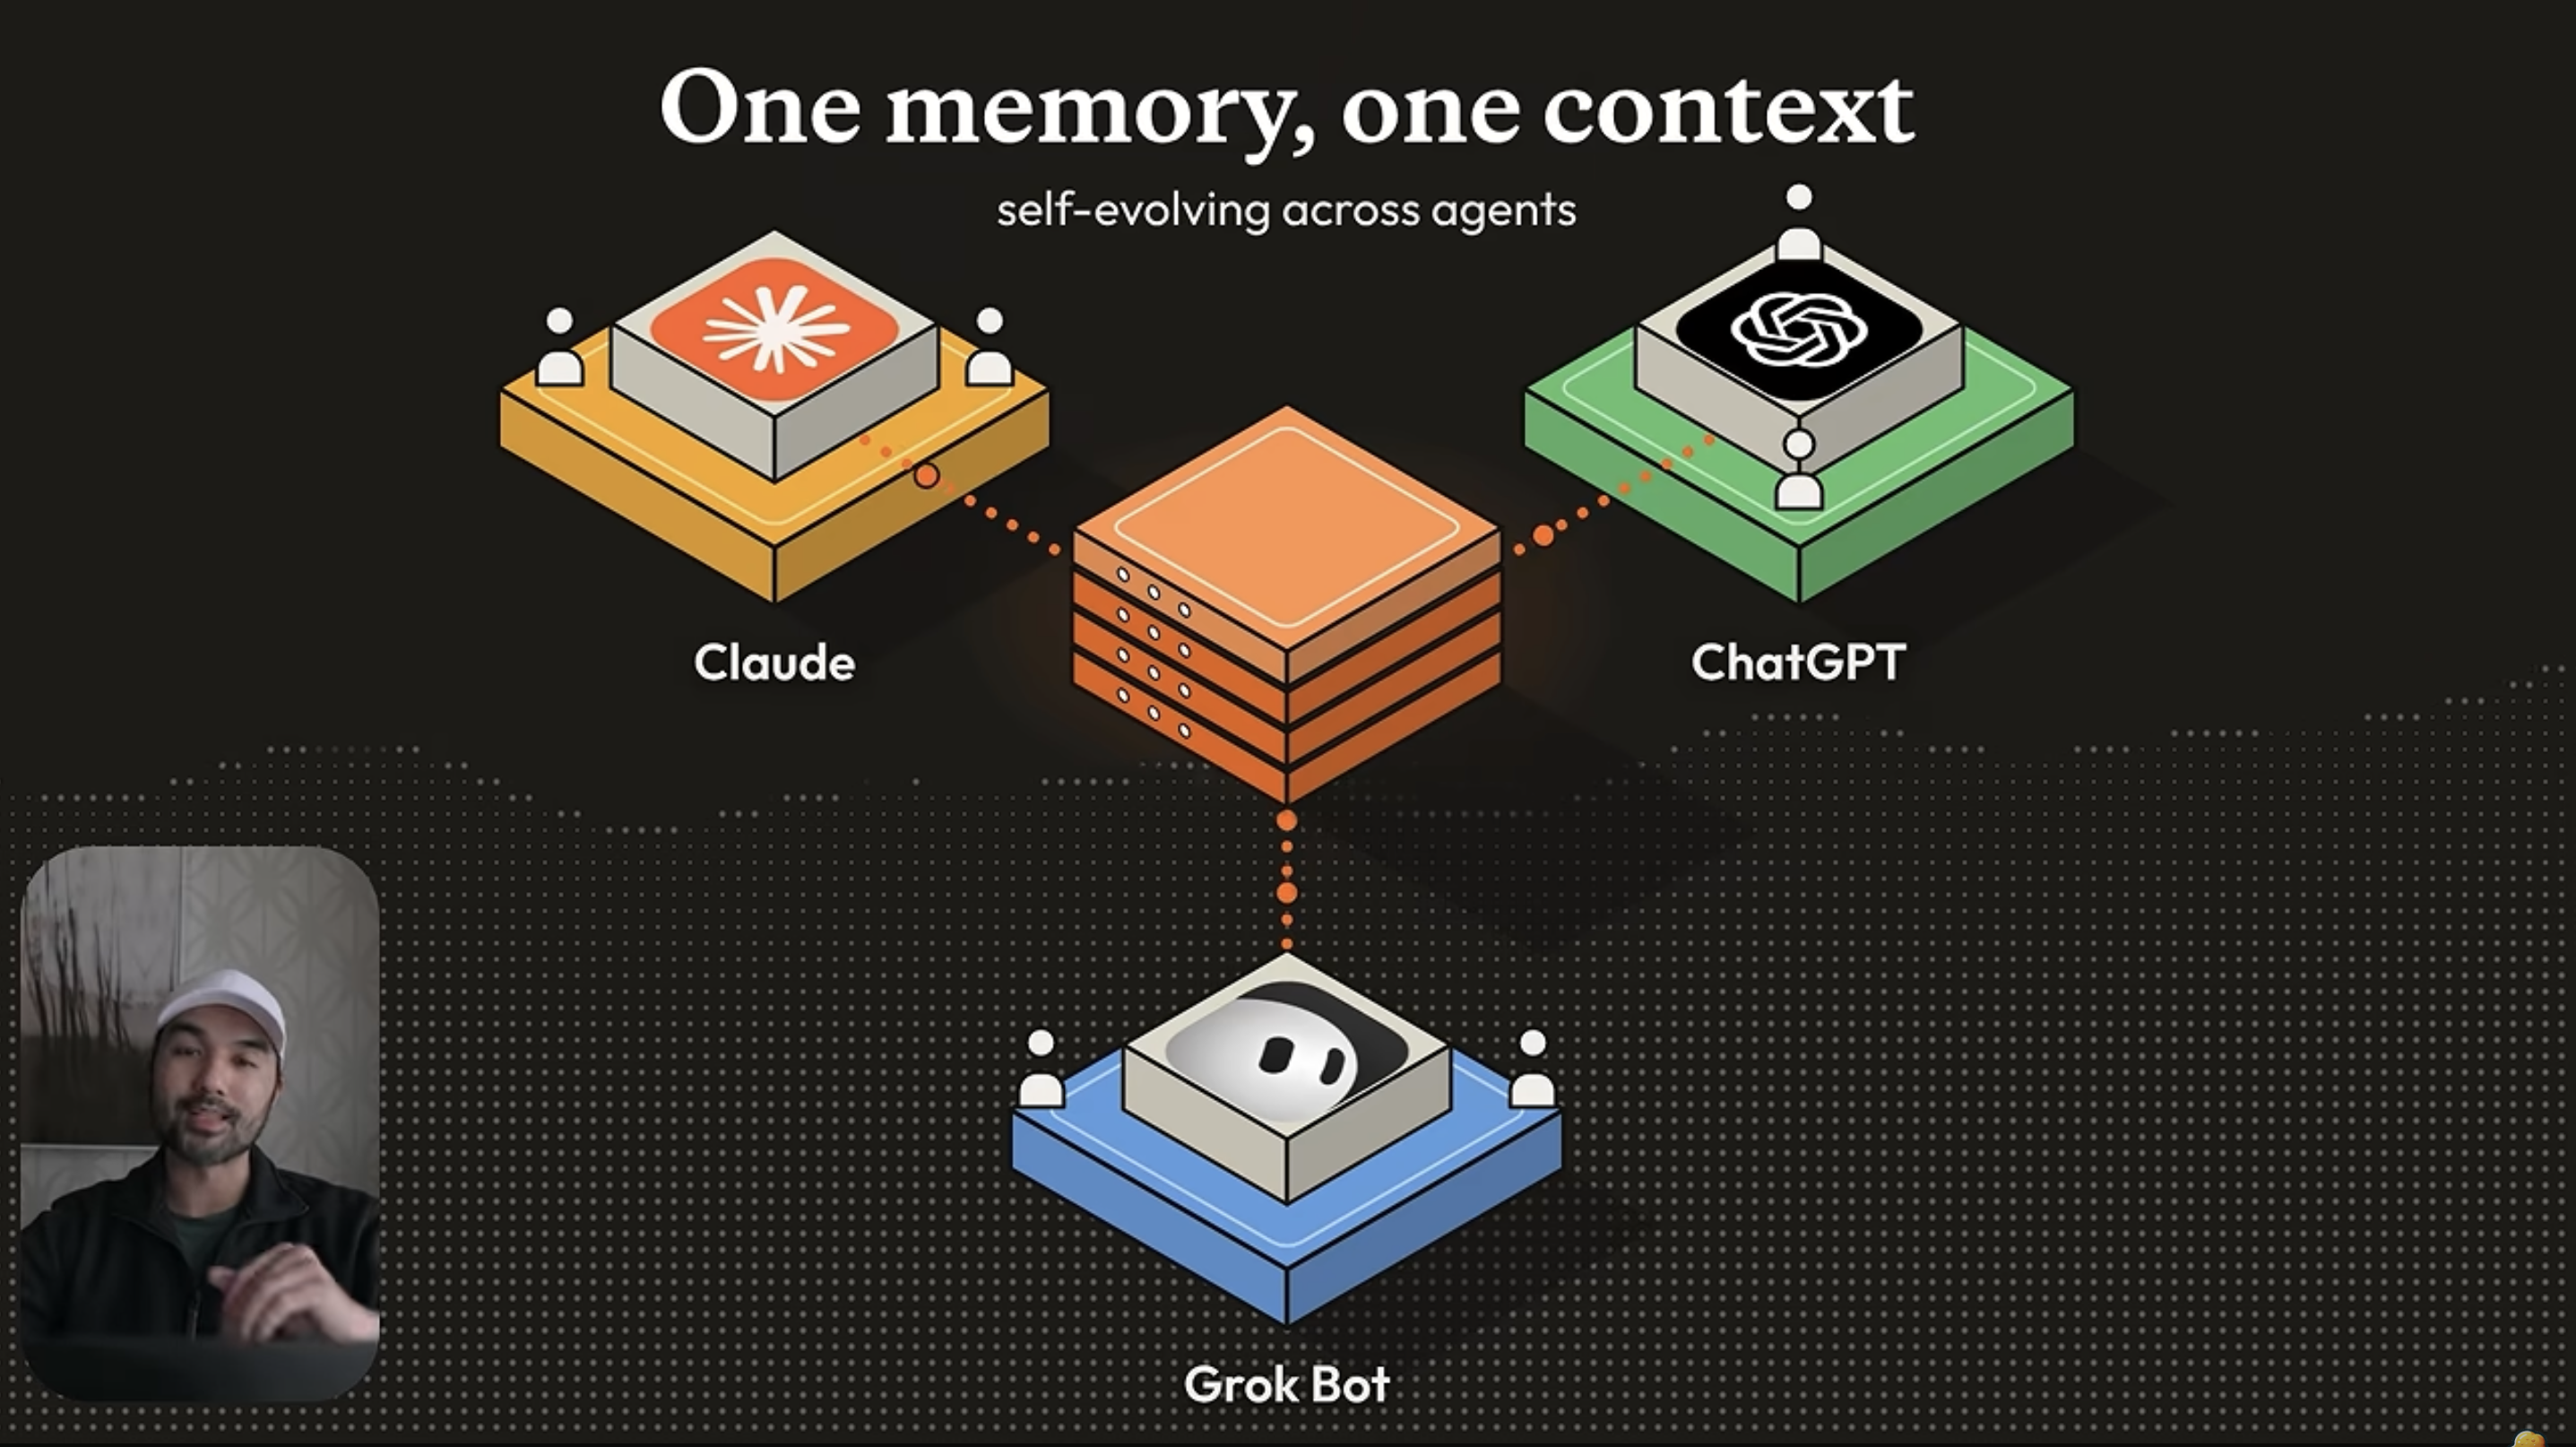 One memory, one context
self-evolving across agents
Claude
ChatGPT
Grok Bot